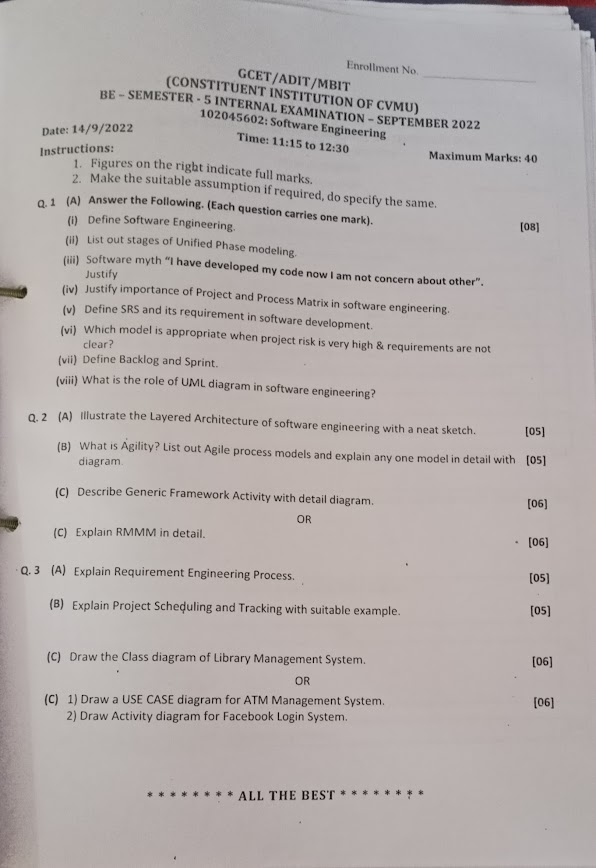 Enrollment No.
GCET/ADIT/MBIT
(CONSTITUENT INSTITUTION OF CVMU)
BE – SEMESTER - 5 INTERNAL EXAMINATION – SEPTEMBER 2022
102045602: Software Engineering
Date: 14/9/2022
Time: 11:15 to 12:30
Maximum Marks: 40
Instructions:
1. Figures on the right indicate full marks.
2. Make the suitable assumption if required, do specify the same.
Q. 1 (A) Answer the Following. (Each question carries one mark). [08]
(i) Define Software Engineering.
(ii) List out stages of Unified Phase modeling.
(iii) Software myth "I have developed my code now I am not concern about other".
Justify
(iv) Justify importance of Project and Process Matrix in software engineering.
(v) Define SRS and its requirement in software development.
(vi) Which model is appropriate when project risk is very high & requirements are not
clear?
(vii) Define Backlog and Sprint.
(viii) What is the role of UML diagram in software engineering?
Q. 2 (A) Illustrate the Layered Architecture of software engineering with a neat sketch. [05]
(B) What is Agility? List out Agile process models and explain any one model in detail with [05]
diagram.
(C) Describe Generic Framework Activity with detail diagram. [06]
OR
(C) Explain RMMM in detail. [06]
Q. 3 (A) Explain Requirement Engineering Process. [05]
(B) Explain Project Scheduling and Tracking with suitable example. [05]
(C) Draw the Class diagram of Library Management System. [06]
OR
(C) 1) Draw a USE CASE diagram for ATM Management System. [06]
2) Draw Activity diagram for Facebook Login System.
* * * * * * * * ALL THE BEST * * * * * * * *